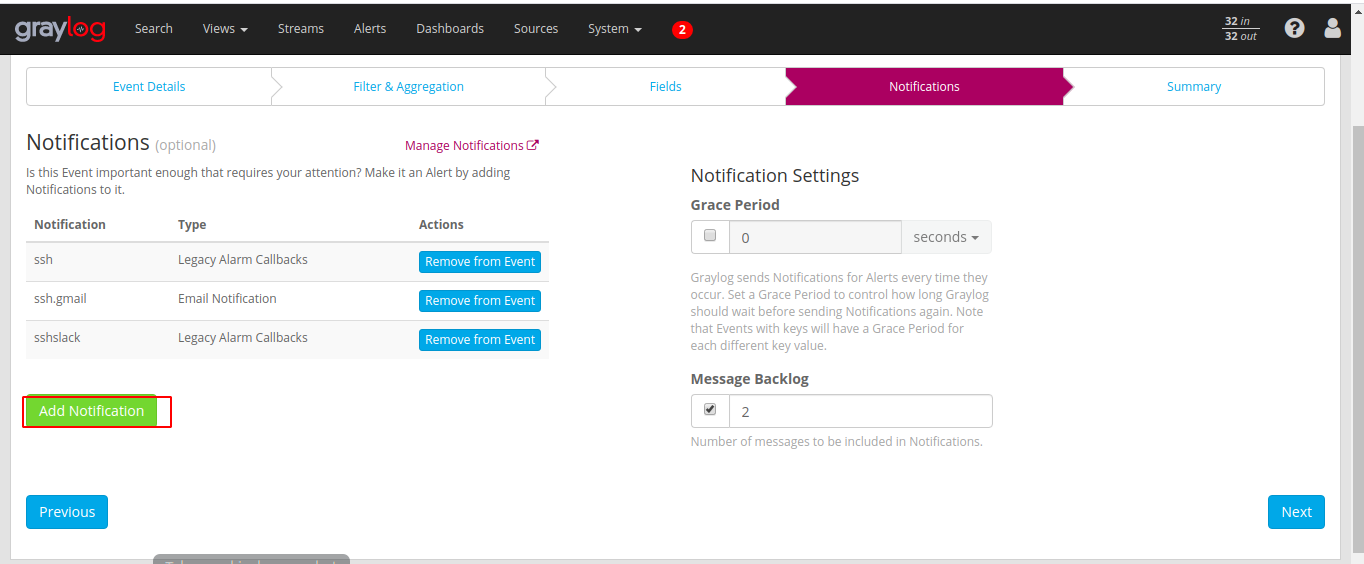 graylog
Search Views Streams Alerts Dashboards Sources System 2 32 in
32 out
Event Details Filter & Aggregation Fields Notifications Summary
Notifications (optional) Manage Notifications
Is this Event important enough that requires your attention? Make it an Alert by adding
Notifications to it.
Notification Type Actions
ssh Legacy Alarm Callbacks Remove from Event
ssh.gmail Email Notification Remove from Event
sshslack Legacy Alarm Callbacks Remove from Event
Add Notification
Notification Settings
Grace Period
0 seconds
Graylog sends Notifications for Alerts every time they
occur. Set a Grace Period to control how long Graylog
should wait before sending Notifications again. Note
that Events with keys will have a Grace Period for
each different key value.
Message Backlog
2
Number of messages to be included in Notifications.
Previous Next